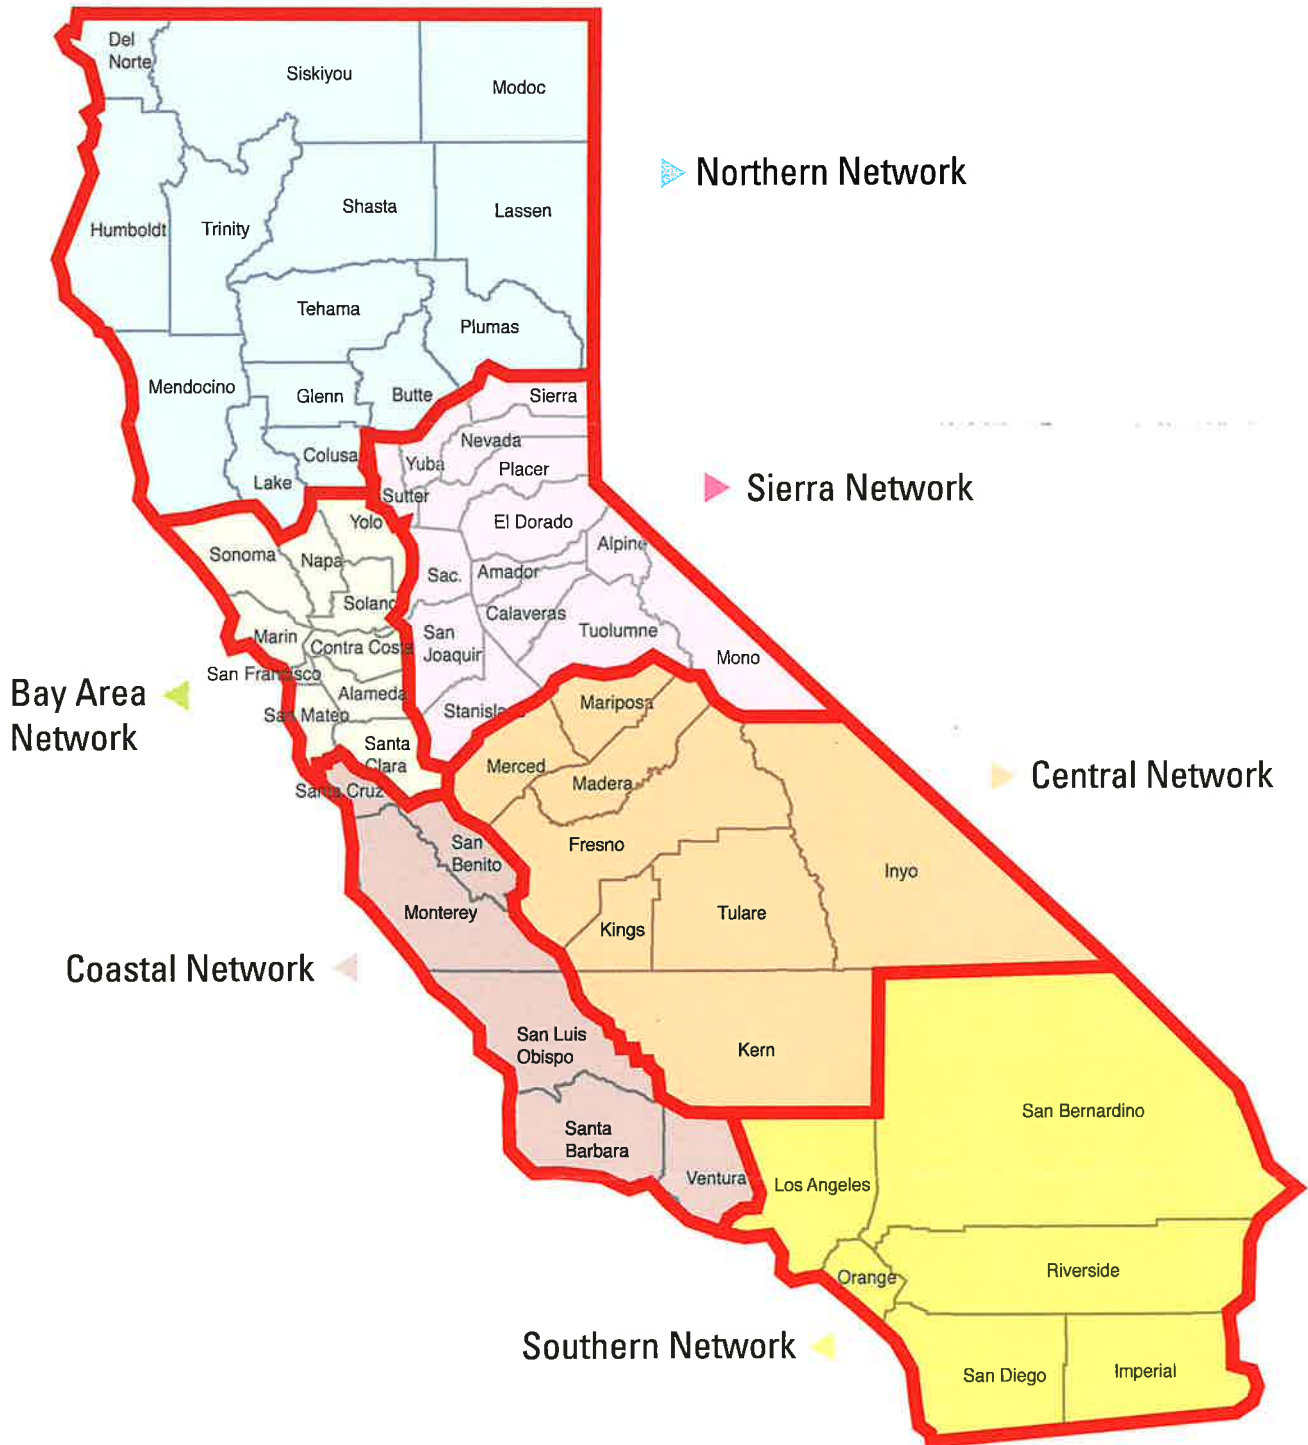 Del
Norte
Siskiyou
Modoc
Northern Network
Humboldt
Trinity
Shasta
Lassen
Tehama
Plumas
Mendocino
Glenn
Butte
Sierra
Lake
Colusa
Yuba
Nevada
Placer
Sutter
Sierra Network
Yolo
El Dorado
Alpine
Sonoma
Napa
Sac.
Amador
Solano
Calaveras
Marin
Contra Costa
San
Joaquin
Tuolumne
Mono
San Francisco
Alameda
Bay Area
Network
San Mateo
Stanislaus
Mariposa
Santa
Clara
Merced
Madera
Central Network
Santa Cruz
San
Benito
Fresno
Inyo
Monterey
Kings
Tulare
Coastal Network
San Luis
Obispo
Kern
Santa
Barbara
San Bernardino
Ventura
Los Angeles
Orange
Riverside
Southern Network
San Diego
Imperial